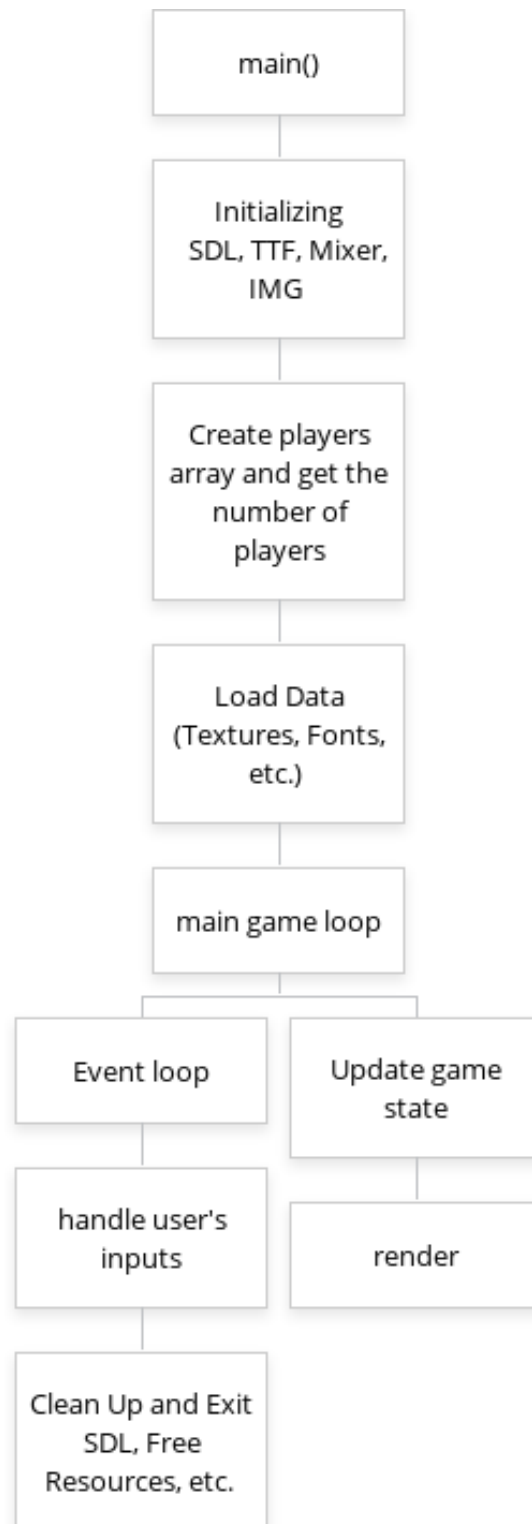 main()
Initializing
SDL, TTF, Mixer,
IMG
Create players
array and get the
number of
players
Load Data
(Textures, Fonts,
etc.)
main game loop
Event loop
handle user's
inputs
Clean Up and Exit
SDL, Free
Resources, etc.
Update game
state
render